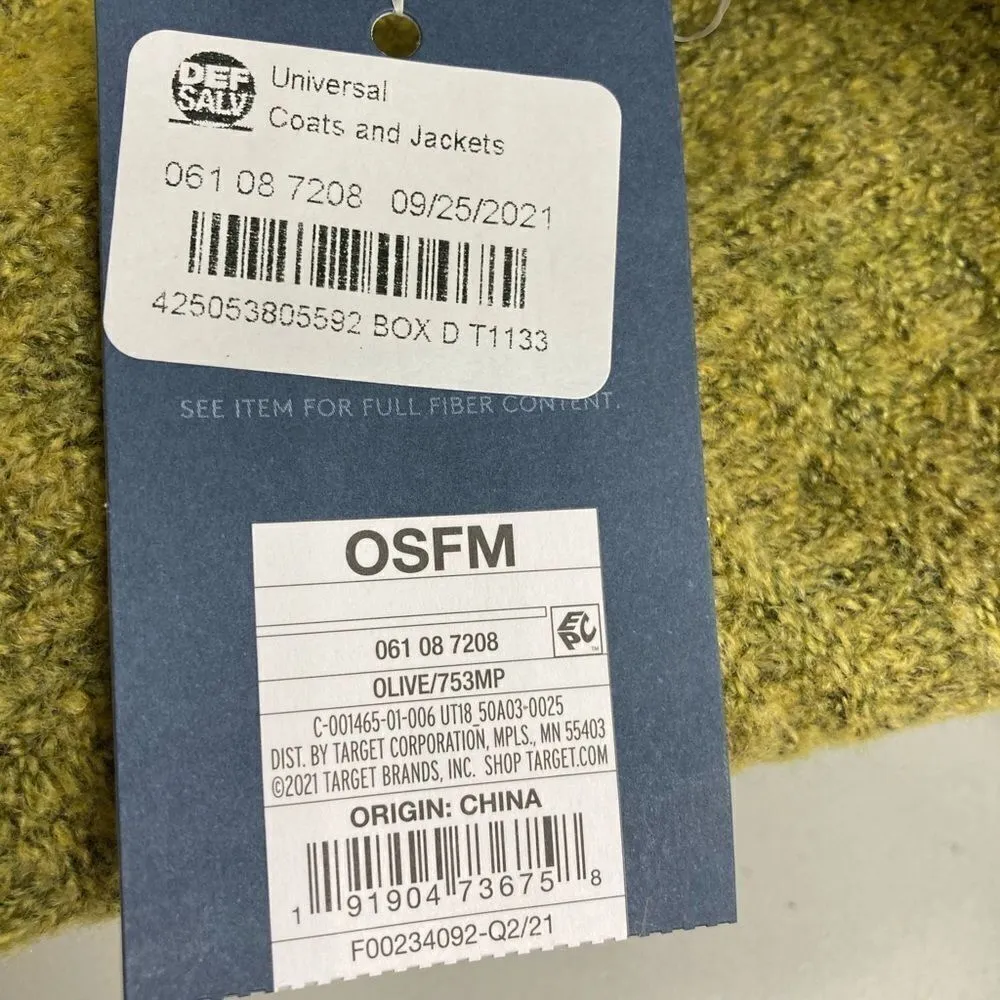 DEF
SALV
Universal
Coats and Jackets
061 08 7208 09/25/2021
425053805592 BOX D T1133
SEE ITEM FOR FULL FIBER CONTENT.
OSFM
EPC™
061 08 7208
OLIVE/753MP
C-001465-01-006 UT18_50A03-0025
DIST. BY TARGET CORPORATION, MPLS., MN 55403
©2021 TARGET BRANDS, INC. SHOP TARGET.COM
ORIGIN: CHINA
1 91904 73675 8
F00234092-Q2/21